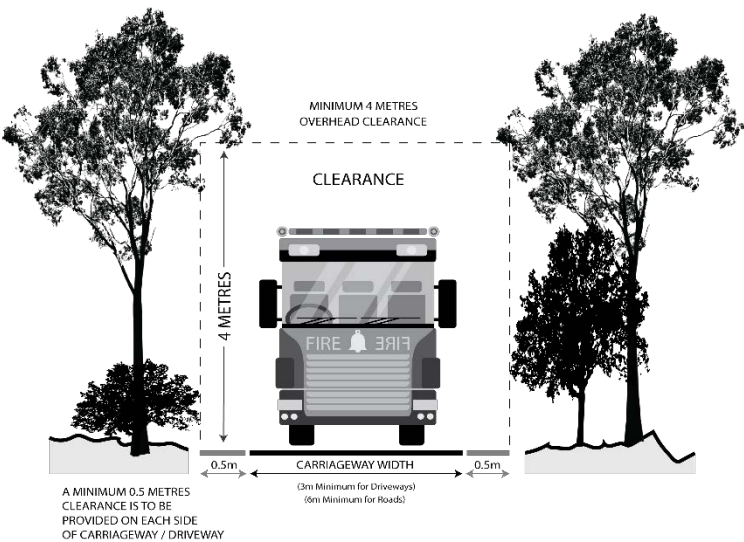 MINIMUM 4 METRES
OVERHEAD CLEARANCE
CLEARANCE
4 METRES
FIRE FIRE
0.5m
CARRIAGEWAY WIDTH
0.5m
(3m Minimum for Driveways)
(6m Minimum for Roads)
A MINIMUM 0.5 METRES
CLEARANCE IS TO BE
PROVIDED ON EACH SIDE
OF CARRIAGEWAY / DRIVEWAY